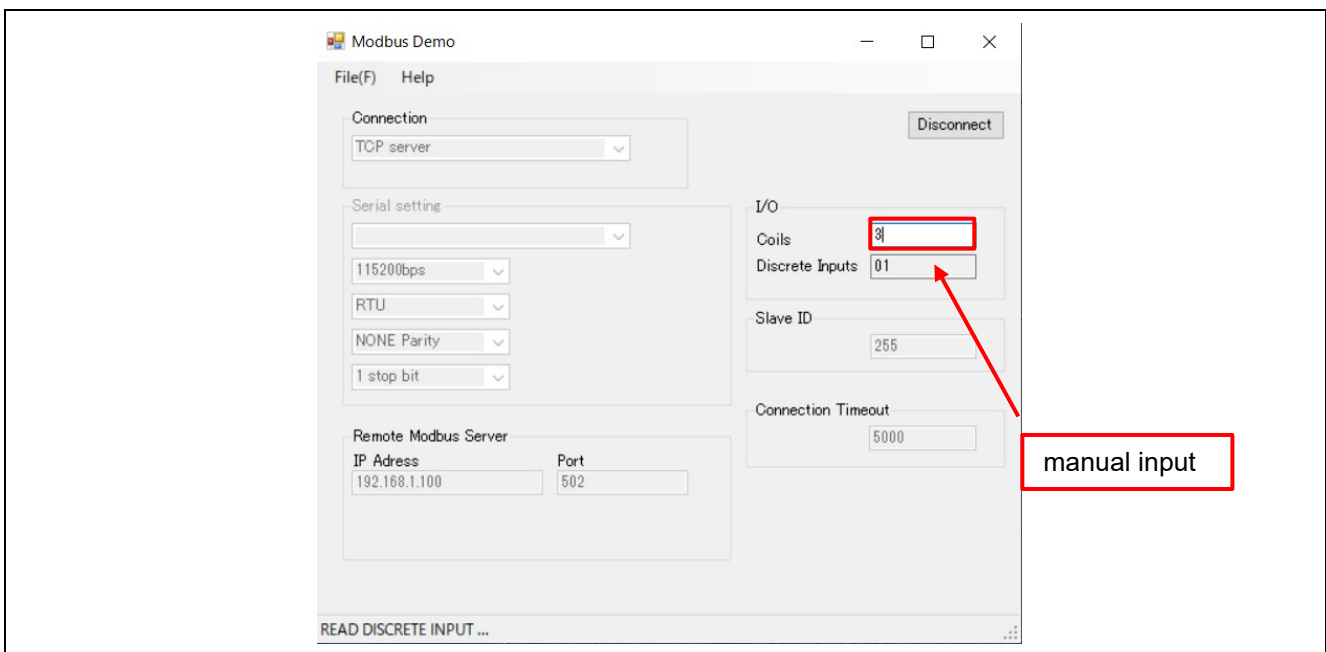 Modbus Demo
File(F) Help
Connection
TCP server
Disconnect
Serial setting
115200bps
RTU
NONE Parity
1 stop bit
I/O
Coils 3
Discrete Inputs 01
Slave ID
255
Connection Timeout
5000
Remote Modbus Server
IP Adress Port
192.168.1.100 502
manual input
READ DISCRETE INPUT ...